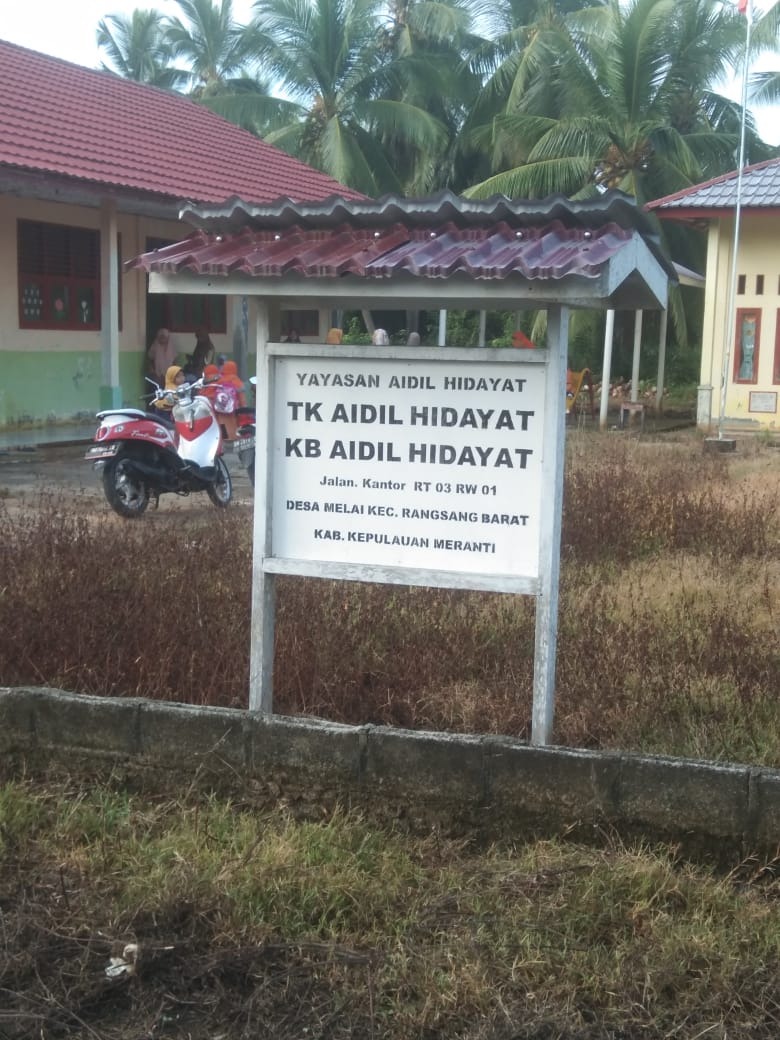 YAYASAN AIDIL HIDAYAT
TK AIDIL HIDAYAT
KB AIDIL HIDAYAT
Jalan. Kantor RT 03 RW 01
DESA MELAI KEC. RANGSANG BARAT
KAB. KEPULAUAN MERANTI